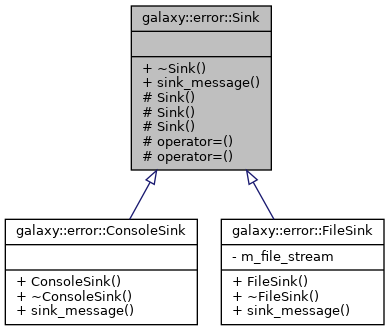 galaxy::error::Sink
+ ~Sink()
+ sink_message()
# Sink()
# Sink()
# Sink()
# operator=()
# operator=()
galaxy::error::ConsoleSink
+ ConsoleSink()
+ ~ConsoleSink()
+ sink_message()
galaxy::error::FileSink
- m_file_stream
+ FileSink()
+ ~FileSink()
+ sink_message()